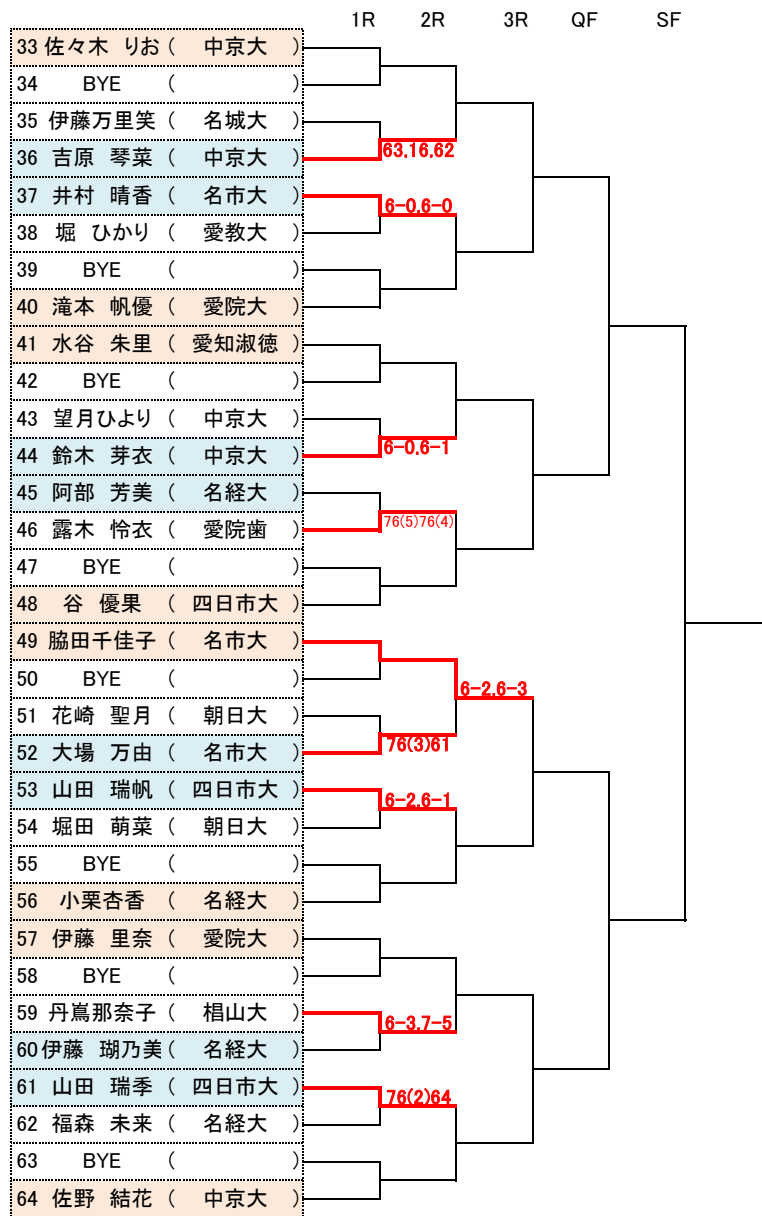 1R 2R 3R QF SF
33 佐々木 りお ( 中京大 )
34 BYE ( )
35 伊藤万里笑 ( 名城大 )
36 吉原 琴菜 ( 中京大 ) 63,16,62
37 井村 晴香 ( 名市大 ) 6-0,6-0
38 堀 ひかり ( 愛教大 )
39 BYE ( )
40 滝本 帆優 ( 愛院大 )
41 水谷 朱里 ( 愛知淑徳 )
42 BYE ( )
43 望月ひより ( 中京大 )
44 鈴木 芽衣 ( 中京大 ) 6-0,6-1
45 阿部 芳美 ( 名経大 )
46 露木 怜衣 ( 愛院歯 ) 76(5)76(4)
47 BYE ( )
48 谷 優果 ( 四日市大 )
49 脇田千佳子 ( 名市大 )
50 BYE ( ) 6-2,6-3
51 花崎 聖月 ( 朝日大 )
52 大場 万由 ( 名市大 ) 76(3)61
53 山田 瑞帆 ( 四日市大 ) 6-2,6-1
54 堀田 萌菜 ( 朝日大 )
55 BYE ( )
56 小栗杏香 ( 名経大 )
57 伊藤 里奈 ( 愛院大 )
58 BYE ( )
59 丹嶌那奈子 ( 椙山大 ) 6-3,7-5
60 伊藤 瑚乃美 ( 名経大 )
61 山田 瑞季 ( 四日市大 ) 76(2)64
62 福森 未来 ( 名経大 )
63 BYE ( )
64 佐野 結花 ( 中京大 )